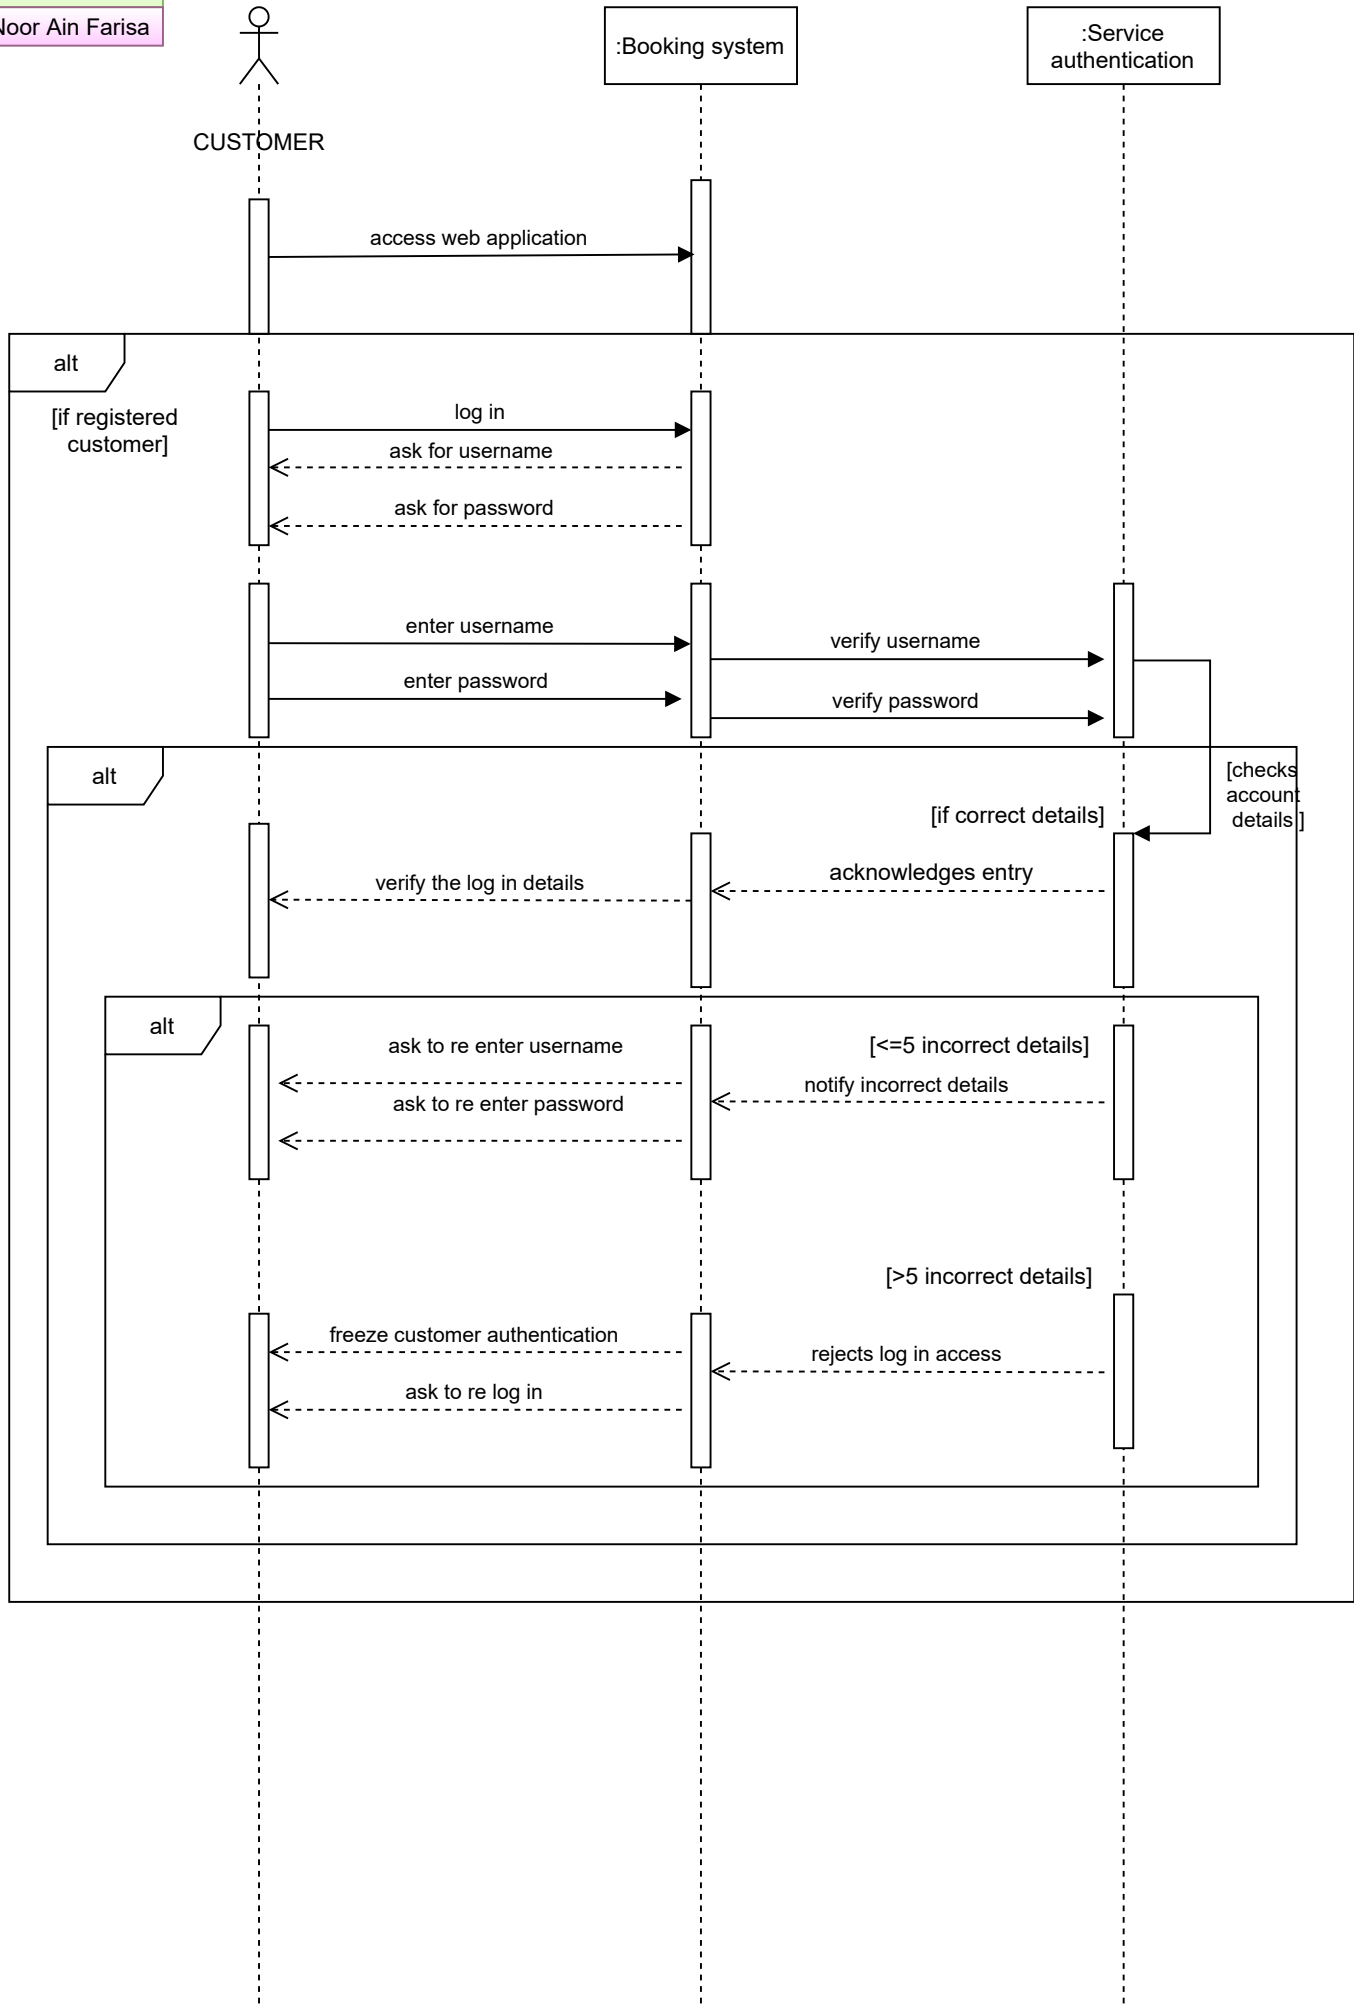 Noor Ain Farisa
:Booking system
:Service
authentication
CUSTOMER
access web application
alt
[if registered
customer]
log in
ask for username
ask for password
enter username
verify username
enter password
verify password
alt
[checks
account
details ]
[if correct details]
acknowledges entry
verify the log in details
alt
ask to re enter username
[<=5 incorrect details]
notify incorrect details
ask to re enter password
[>5 incorrect details]
freeze customer authentication
rejects log in access
ask to re log in